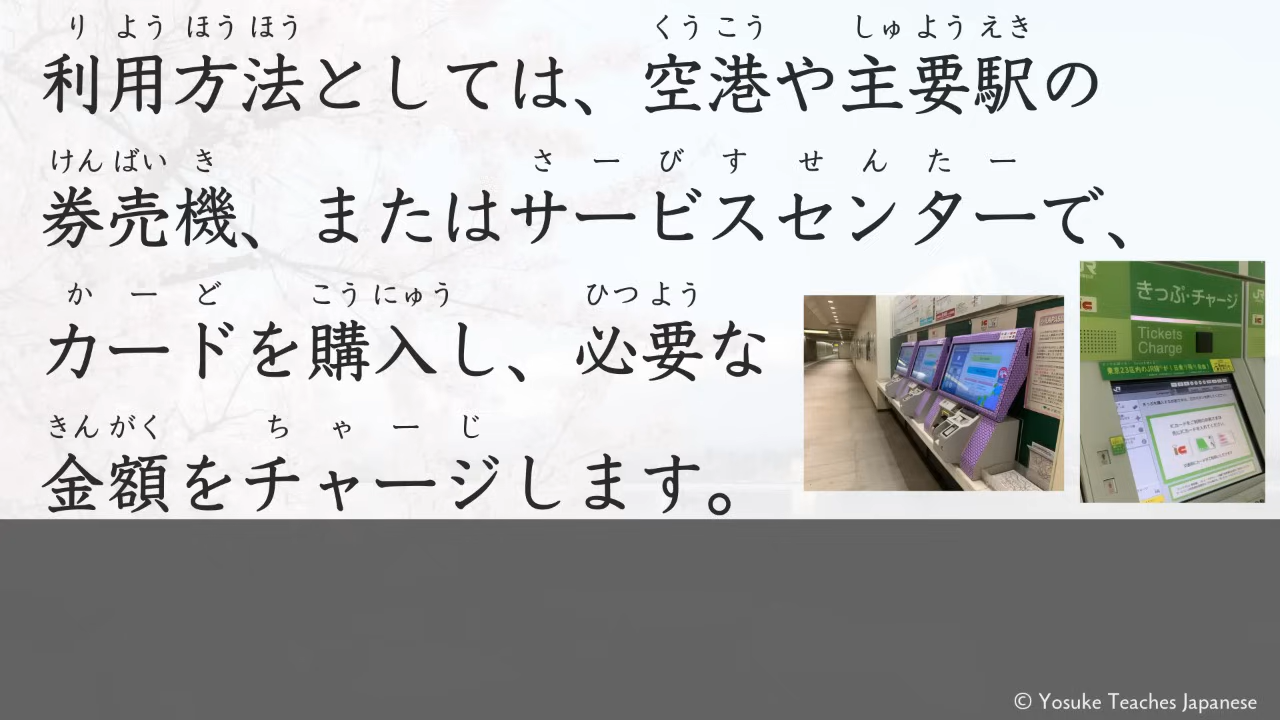 り よう ほう ほう くう こう しゅ よう えき
利用方法としては、空港や主要駅の
けん ばい き さ ー び す せ ん た ー
券売機、またはサービスセンターで、
か ー ど こう にゅう ひつ よう
カードを購入し、必要な
きん がく ち ゃ ー じ
金額をチャージします。
きっぷ・チャージ
Tickets
Charge
© Yosuke Teaches Japanese